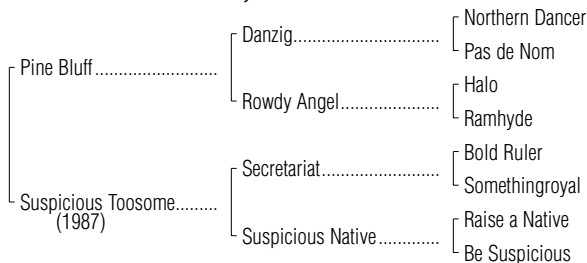 Northern Dancer
Danzig..............................
Pas de Nom
Pine Bluff..........................
Halo
Rowdy Angel.....................
Ramhyde
Bold Ruler
Secretariat.........................
Somethingroyal
Suspicious Toosome.........
(1987)
Raise a Native
Suspicious Native.............
Be Suspicious